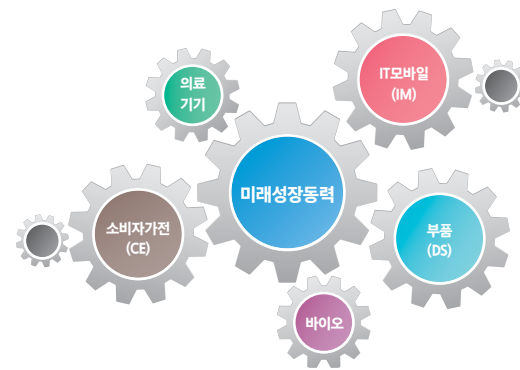 의료
기기
IT모바일
(IM)
미래성장동력
소비자가전
(CE)
부품
(DS)
바이오